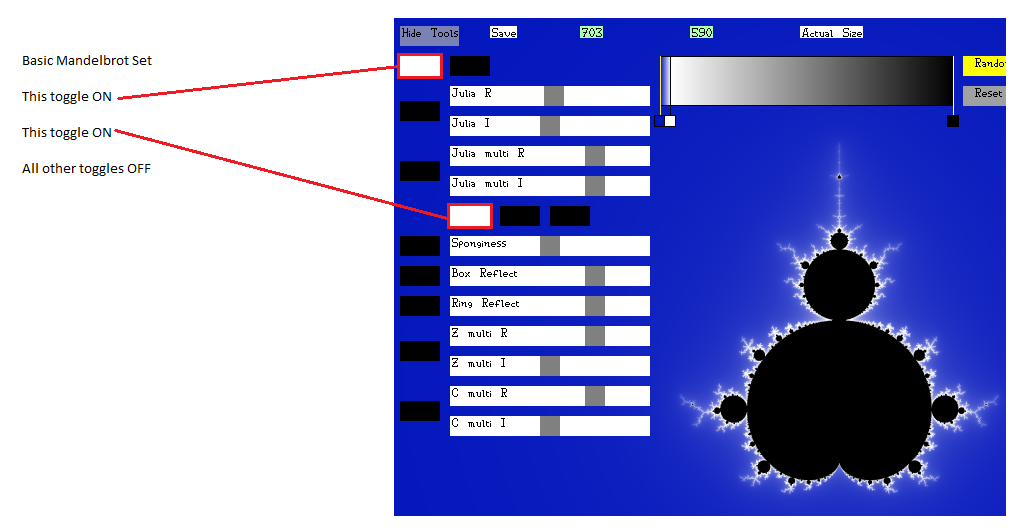 Basic Mandelbrot Set
This toggle ON
This toggle ON
All other toggles OFF
Hide Tools
Save
703
590
Actual Size
Rando
Reset
Julia R
Julia I
Julia multi R
Julia multi I
Sponginess
Box Reflect
Ring Reflect
Z multi R
Z multi I
C multi R
C multi I